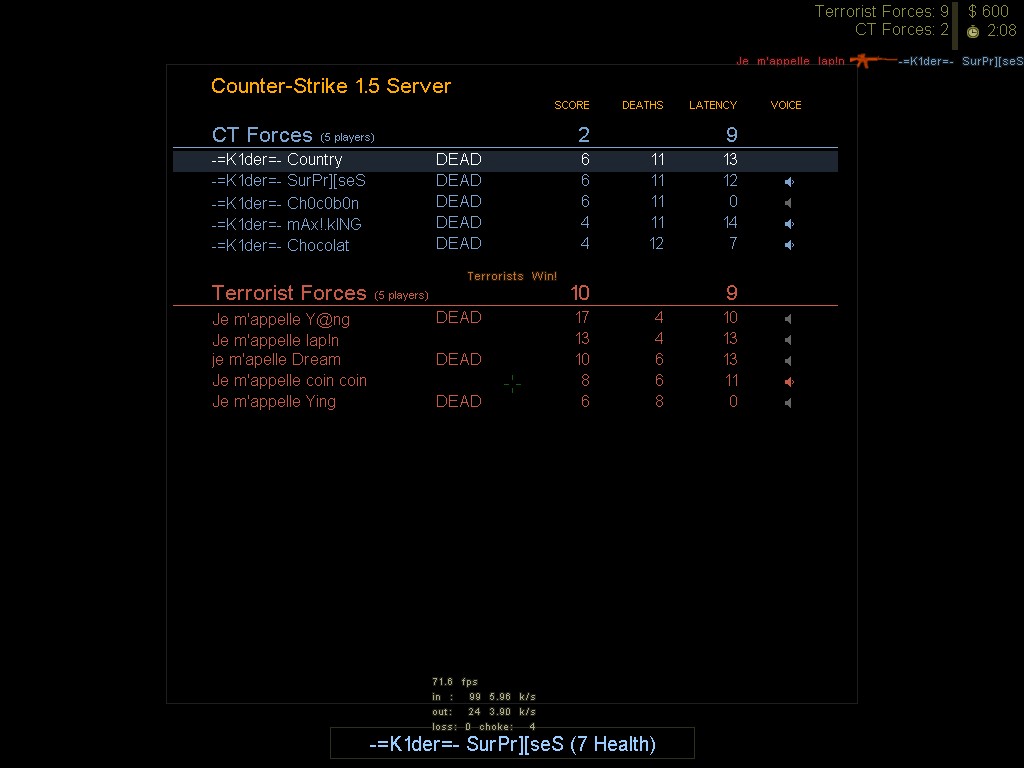 Terrorist Forces: 9 $ 600
CT Forces: 2 2:08
Je m'appelle lap!n -=K1der=- SurPr][seS
Counter-Strike 1.5 Server
SCORE DEATHS LATENCY VOICE
CT Forces (5 players) 2 9
-=K1der=- Country DEAD 6 11 13
-=K1der=- SurPr][seS DEAD 6 11 12
-=K1der=- Ch0c0b0n DEAD 6 11 0
-=K1der=- mAx!.kING DEAD 4 11 14
-=K1der=- Chocolat DEAD 4 12 7
Terrorists Win!
Terrorist Forces (5 players) 10 9
Je m'appelle Y@ng DEAD 17 4 10
Je m'appelle lap!n 13 4 13
je m'apelle Dream DEAD 10 6 13
Je m'appelle coin coin 8 6 11
Je m'appelle Ying DEAD 6 8 0
71.6 fps
in : 99 5.96 k/s
out: 24 3.90 k/s
loss: 0 choke: 4
-=K1der=- SurPr][seS (7 Health)